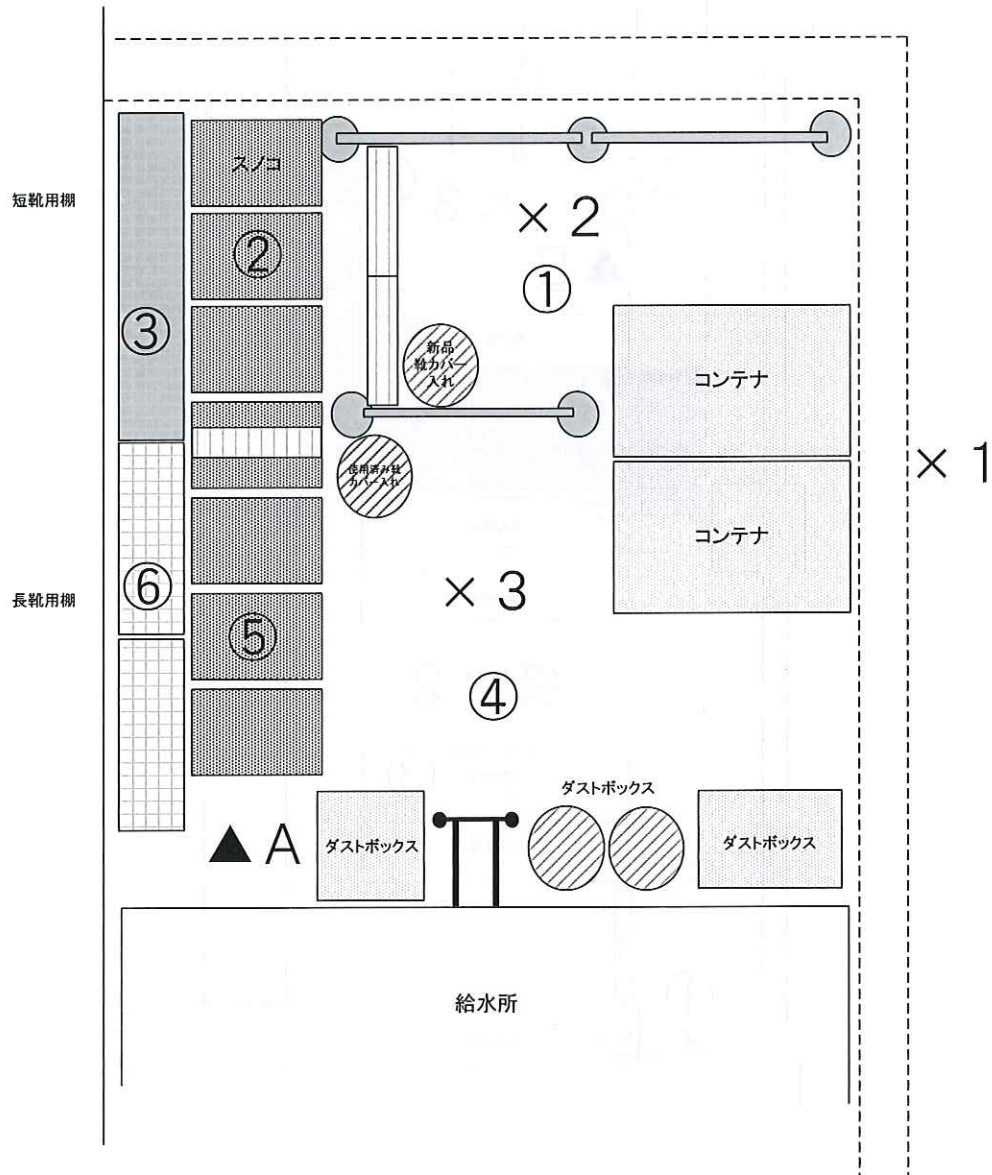 スノコ
短靴用棚
×2
②
①
③
新品
靴カバー
入れ
コンテナ
×1
使用済み靴
カバー入れ
コンテナ
⑥
×3
長靴用棚
⑤
④
ダストボックス
▲A
ダストボックス
ダストボックス
給水所